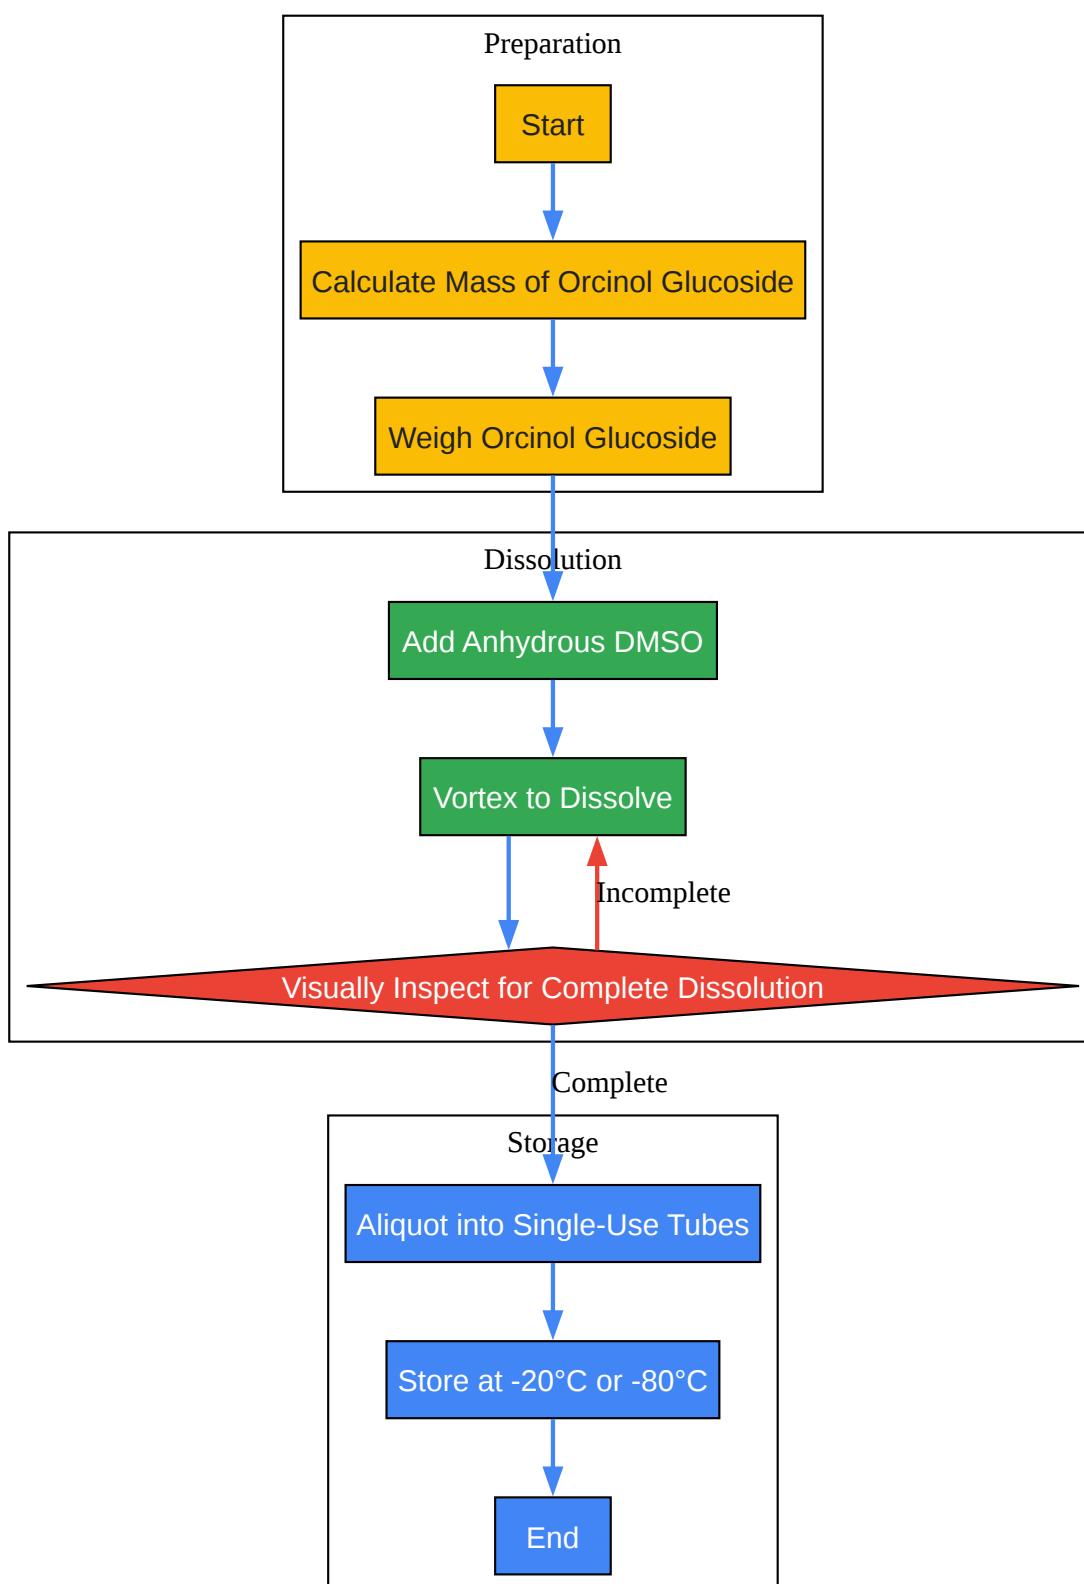 Preparation
Start
Calculate Mass of Orcinol Glucoside
Weigh Orcinol Glucoside
Dissolution
Add Anhydrous DMSO
Vortex to Dissolve
Incomplete
Visually Inspect for Complete Dissolution
Complete
Storage
Aliquot into Single-Use Tubes
Store at -20°C or -80°C
End